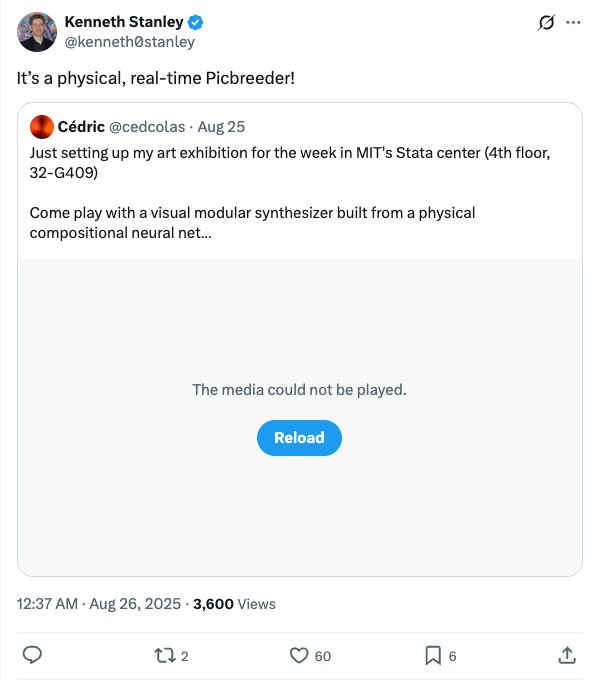 Kenneth Stanley
@kenneth0stanley
It’s a physical, real-time Picbreeder!
Cédric @cedcolas · Aug 25
Just setting up my art exhibition for the week in MIT's Stata center (4th floor,
32-G409)
Come play with a visual modular synthesizer built from a physical
compositional neural net...
The media could not be played.
Reload
12:37 AM · Aug 26, 2025 · 3,600 Views
2
60
6